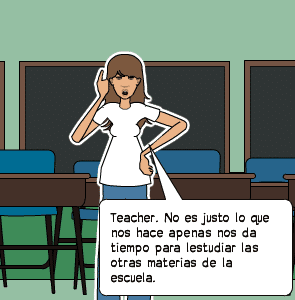 Teacher. No es justo lo que
nos hace apenas nos da
tiempo para lestudiar las
otras materias de la
escuela.